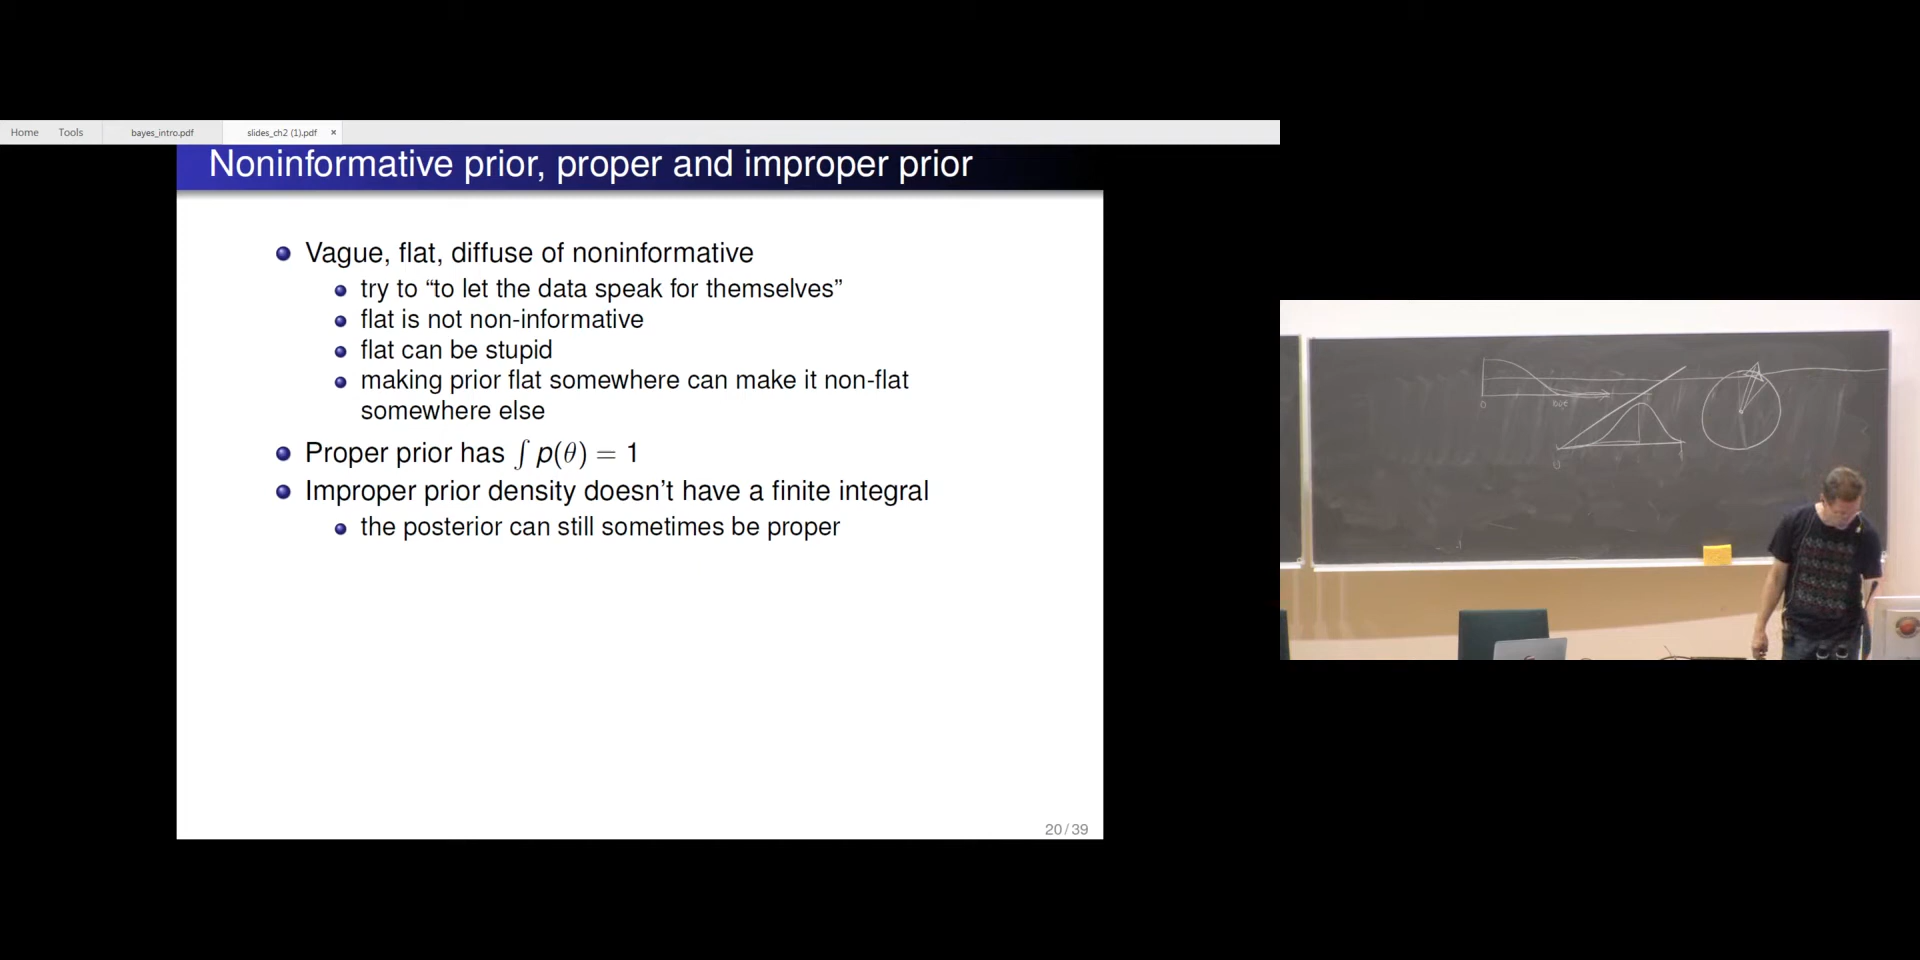 Home Tools bayes_intro.pdf slides_ch2 (1).pdf ×
Noninformative prior, proper and improper prior
Vague, flat, diffuse of noninformative
try to “to let the data speak for themselves”
flat is not non-informative
flat can be stupid
making prior flat somewhere can make it non-flat
somewhere else
Proper prior has ∫ p(θ) = 1
Improper prior density doesn’t have a finite integral
the posterior can still sometimes be proper
20 / 39
0
0